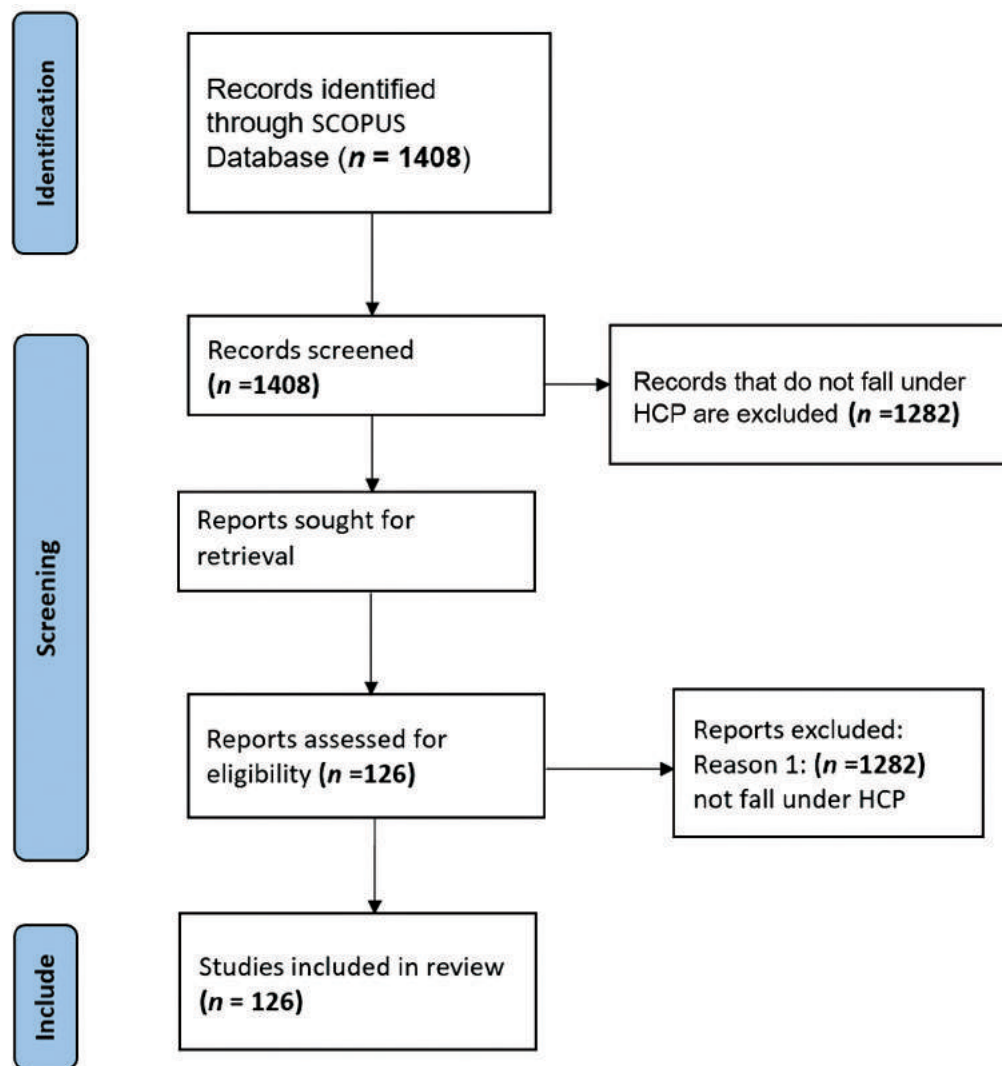 Identification
Records identified
through SCOPUS
Database (n = 1408)
Screening
Records screened
(n =1408)
Records that do not fall under
HCP are excluded (n =1282)
Reports sought for
retrieval
Reports assessed for
eligibility (n =126)
Reports excluded:
Reason 1: (n =1282)
not fall under HCP
Include
Studies included in review
(n = 126)